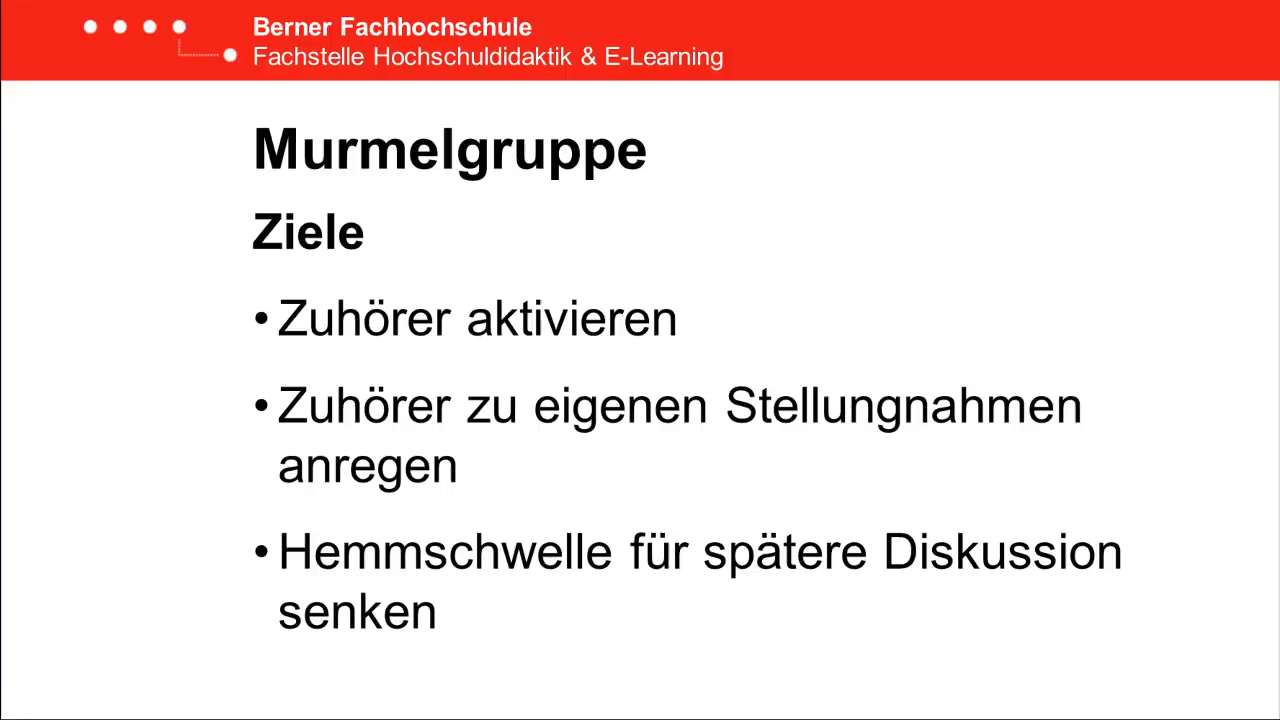 Berner Fachhochschule
Fachstelle Hochschuldidaktik & E-Learning
Murmelgruppe
Ziele
• Zuhörer aktivieren
• Zuhörer zu eigenen Stellungnahmen
anregen
• Hemmschwelle für spätere Diskussion
senken